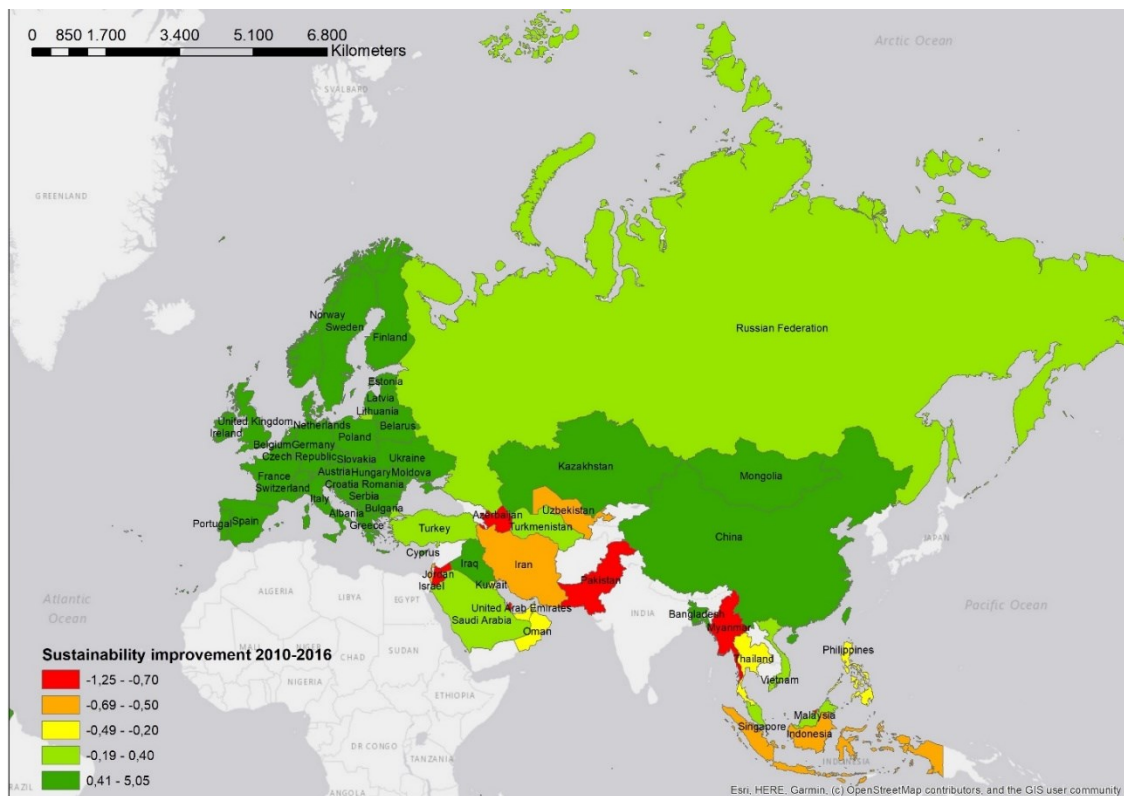 0 850 1.700 3.400 5.100 6.800
Kilometers
Arctic Ocean
SVALBARD
GREENLAND
Norway
Sweden
Finland
Russian Federation
Estonia
Latvia
Lithuania
United Kingdom
Netherlands
Belarus
Ireland
Poland
Belgium Germany
Czech Republic
Slovakia
Ukraine
Kazakhstan
Austria Hungary Moldova
Mongolia
France
Switzerland
Croatia Romania
Italy
Serbia
Bulgaria
Portugal
Spain
Albania
Greece
Azerbaijan
Uzbekistan
Turkey
Turkmenistan
China
JAPAN
Cyprus
Iraq
Iran
Jordan
Israel
Kuwait
Pakistan
ALGERIA
LIBYA
EGYPT
Atlantic
Ocean
United Arab Emirates
Saudi Arabia
INDIA
Bangladesh
Pacific Ocean
Oman
Myanmar
MALI
NIGER
CHAD
SUDAN
Thailand
Philippines
Vietnam
Sustainability improvement 2010-2016
-1,25 - -0,70
-0,69 - -0,50
-0,49 - -0,20
-0,19 - 0,40
0,41 - 5,05
NIGERIA
ETHIOPIA
Malaysia
Singapore
Indonesia
DR CONGO
TANZANIA
INDONESIA
ANGOLA
Esri, HERE, Garmin, (c) OpenStreetMap contributors, and the GIS user community